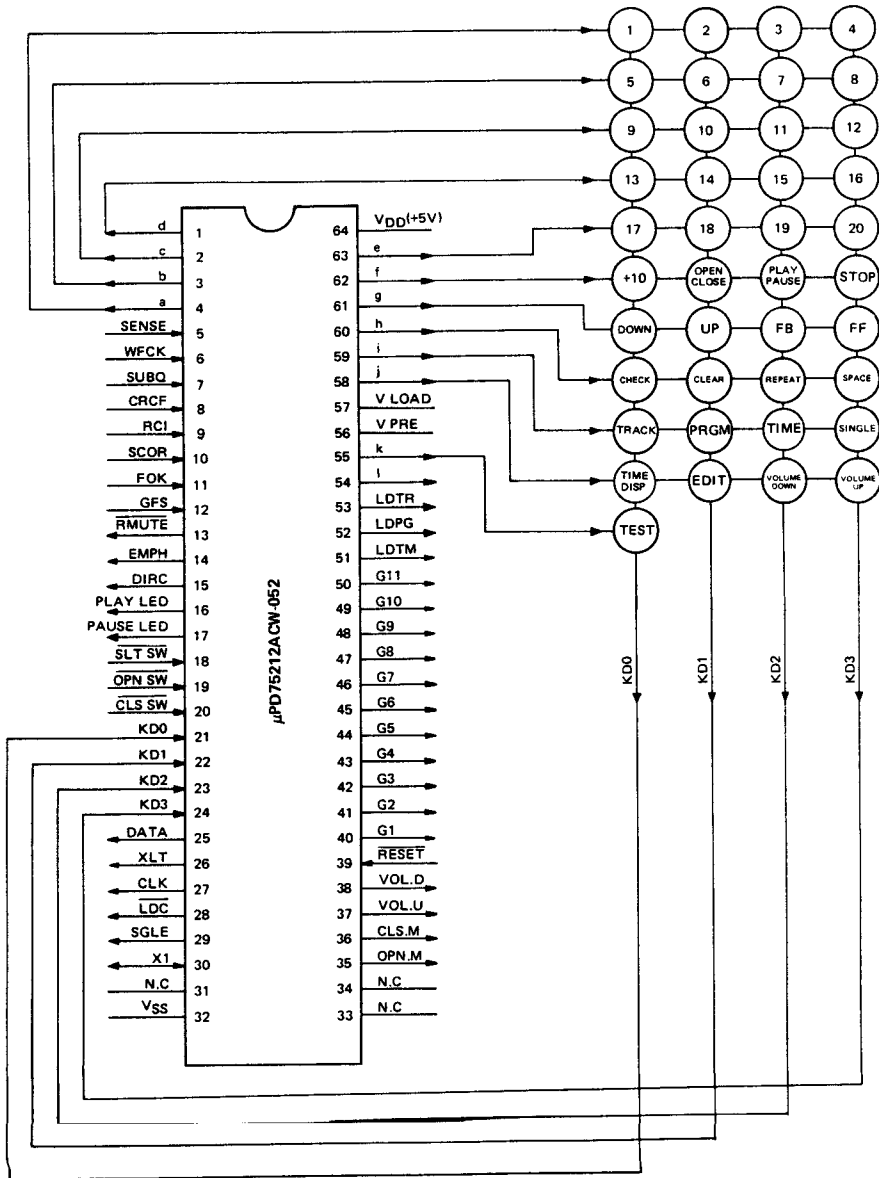 1 2 3 4
5 6 7 8
9 10 11 12
13 14 15 16
17 18 19 20
+10 OPEN CLOSE PLAY PAUSE STOP
DOWN UP FB FF
CHECK CLEAR REPEAT SPACE
TRACK PRGM TIME SINGLE
TIME DISP EDIT VOLUME DOWN VOLUME UP
TEST
KD0 KD1 KD2 KD3
μPD75212ACW-052
d 1
c 2
b 3
a 4
SENSE 5
WFCK 6
SUBQ 7
CRCF 8
RCI 9
SCOR 10
FOK 11
GFS 12
RMUTE 13
EMPH 14
DIRC 15
PLAY LED 16
PAUSE LED 17
SLT SW 18
OPN SW 19
CLS SW 20
KD0 21
KD1 22
KD2 23
KD3 24
DATA 25
XLT 26
CLK 27
LDC 28
SGLE 29
X1 30
N.C 31
VSS 32
64 VDD(+5V)
63 e
62 f
61 g
60 h
59 i
58 j
57 V LOAD
56 V PRE
55 k
54 l
53 LDTR
52 LDPG
51 LDTM
50 G11
49 G10
48 G9
47 G8
46 G7
45 G6
44 G5
43 G4
42 G3
41 G2
40 G1
39 RESET
38 VOL.D
37 VOL.U
36 CLS.M
35 OPN.M
34 N.C
33 N.C